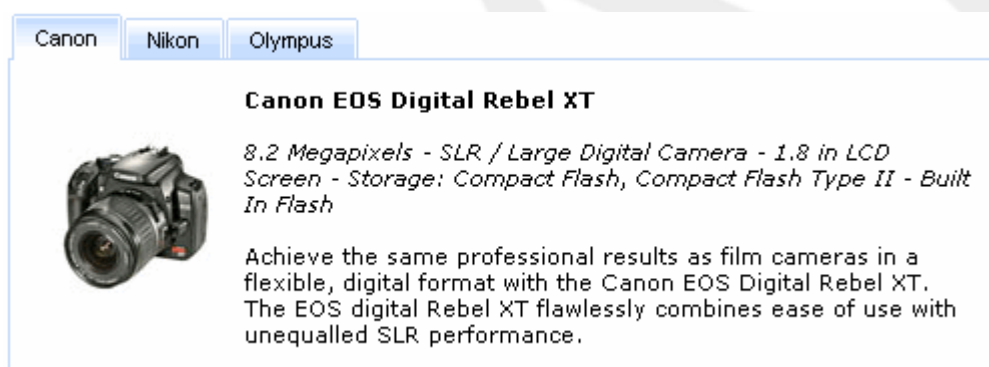 Canon Nikon Olympus
Canon EOS Digital Rebel XT
8.2 Megapixels - SLR / Large Digital Camera - 1.8 in LCD
Screen - Storage: Compact Flash, Compact Flash Type II - Built
In Flash
Achieve the same professional results as film cameras in a
flexible, digital format with the Canon EOS Digital Rebel XT.
The EOS digital Rebel XT flawlessly combines ease of use with
unequalled SLR performance.